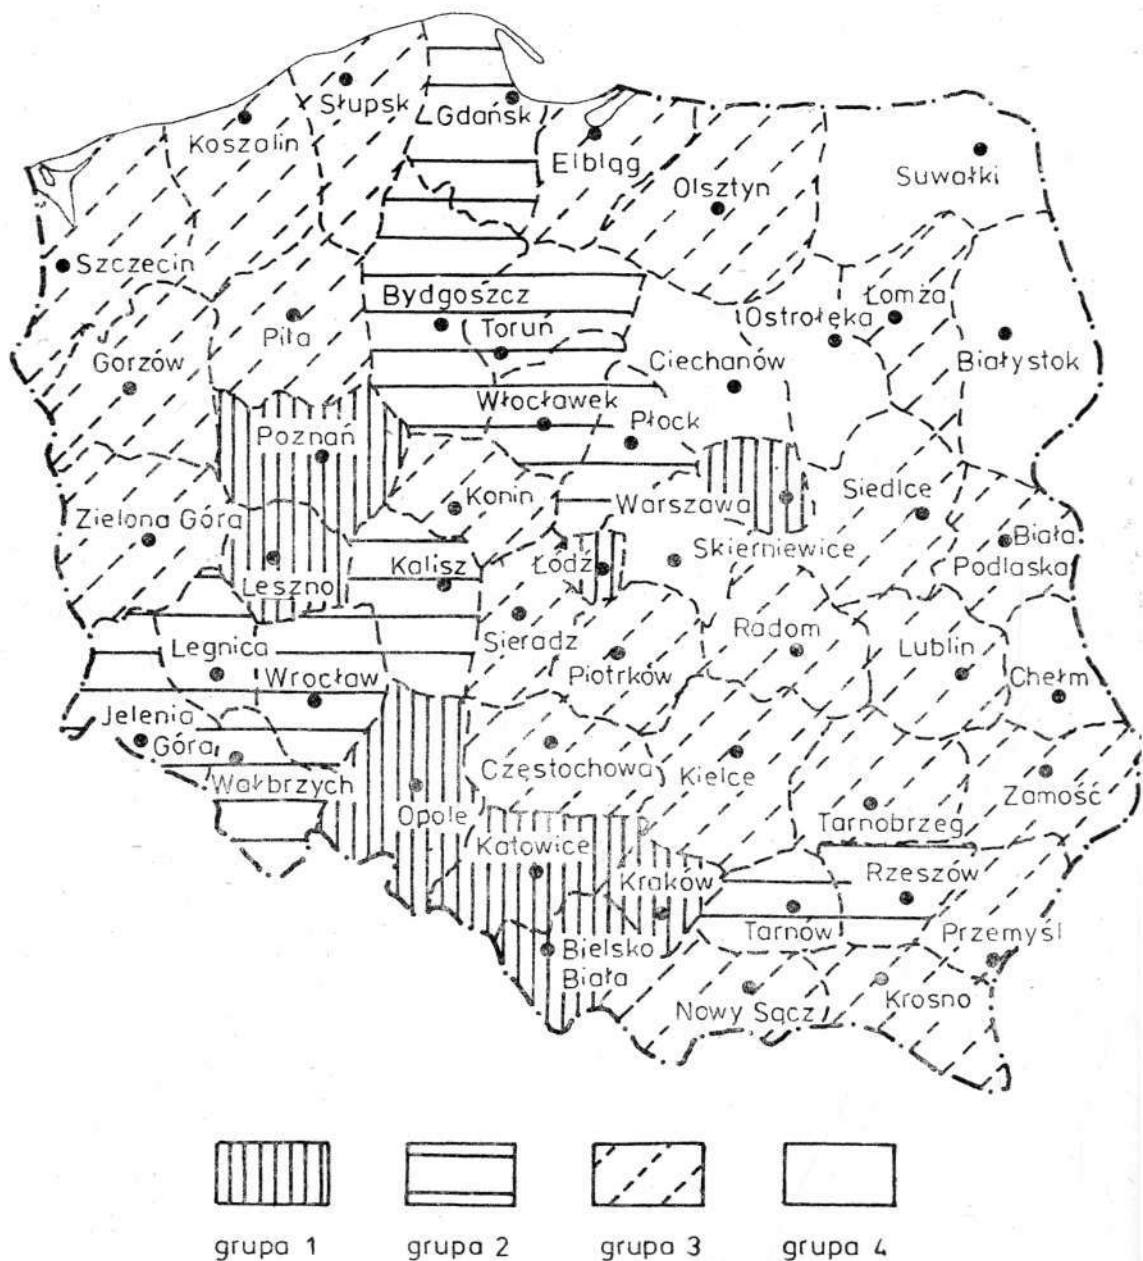 Słupsk
Gdańsk
Koszalin
Elbląg
Suwałki
Olsztyn
Szczecin
Łomża
Bydgoszcz
Ostrołęka
Piła
Toruń
Gorzów
Ciechanów
Białystok
Włocławek
Płock
Poznań
Konin
Warszawa
Siedlce
Zielona Góra
Biała
Podlaska
Skierniewice
Kalisz
Łódź
Leszno
Sieradz
Radom
Lublin
Legnica
Piotrków
Chełm
Wrocław
Jelenia
Góra
Częstochowa
Kielce
Wałbrzych
Zamość
Opole
Tarnobrzeg
Katowice
Kraków
Rzeszów
Tarnów
Przemyśl
Bielsko
Biała
Nowy Sącz
Krosno
grupa 1
grupa 2
grupa 3
grupa 4